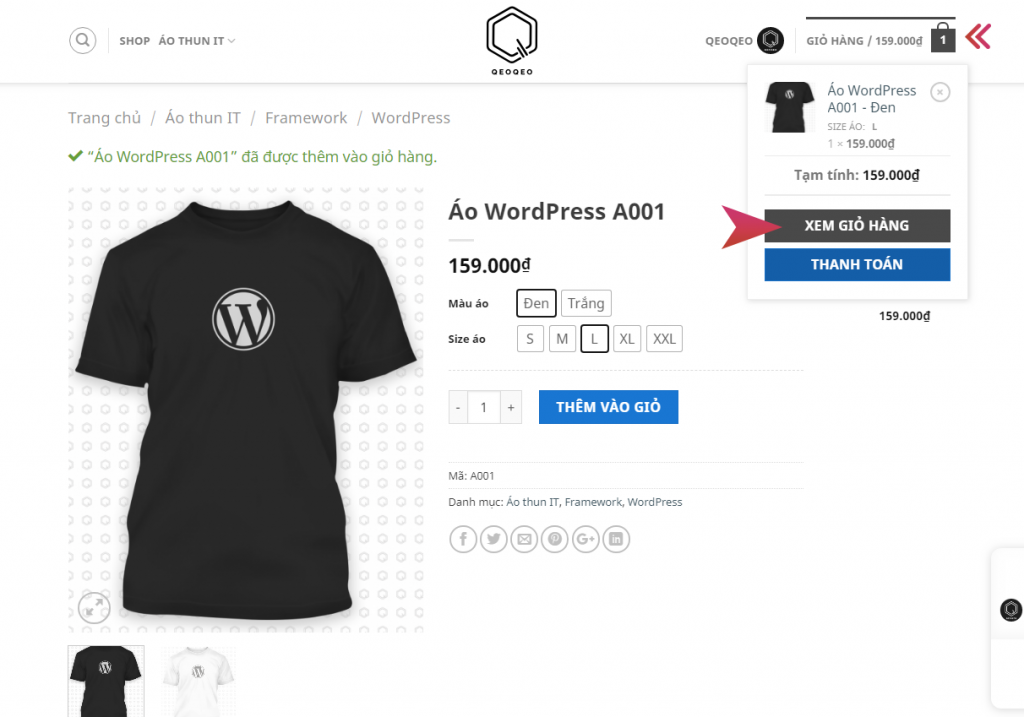 SHOP
ÁO THUN IT
QEOQEO
QEOQEO
GIỎ HÀNG / 159.000₫
1
Áo WordPress
A001 - Đen
SIZE ÁO: L
1 × 159.000₫
Tạm tính: 159.000₫
XEM GIỎ HÀNG
THANH TOÁN
159.000₫
Trang chủ / Áo thun IT / Framework / WordPress
“Áo WordPress A001” đã được thêm vào giỏ hàng.
Áo WordPress A001
159.000₫
Màu áo Đen Trắng
Size áo S M L XL XXL
- 1 + THÊM VÀO GIỎ
Mã: A001
Danh mục: Áo thun IT, Framework, WordPress